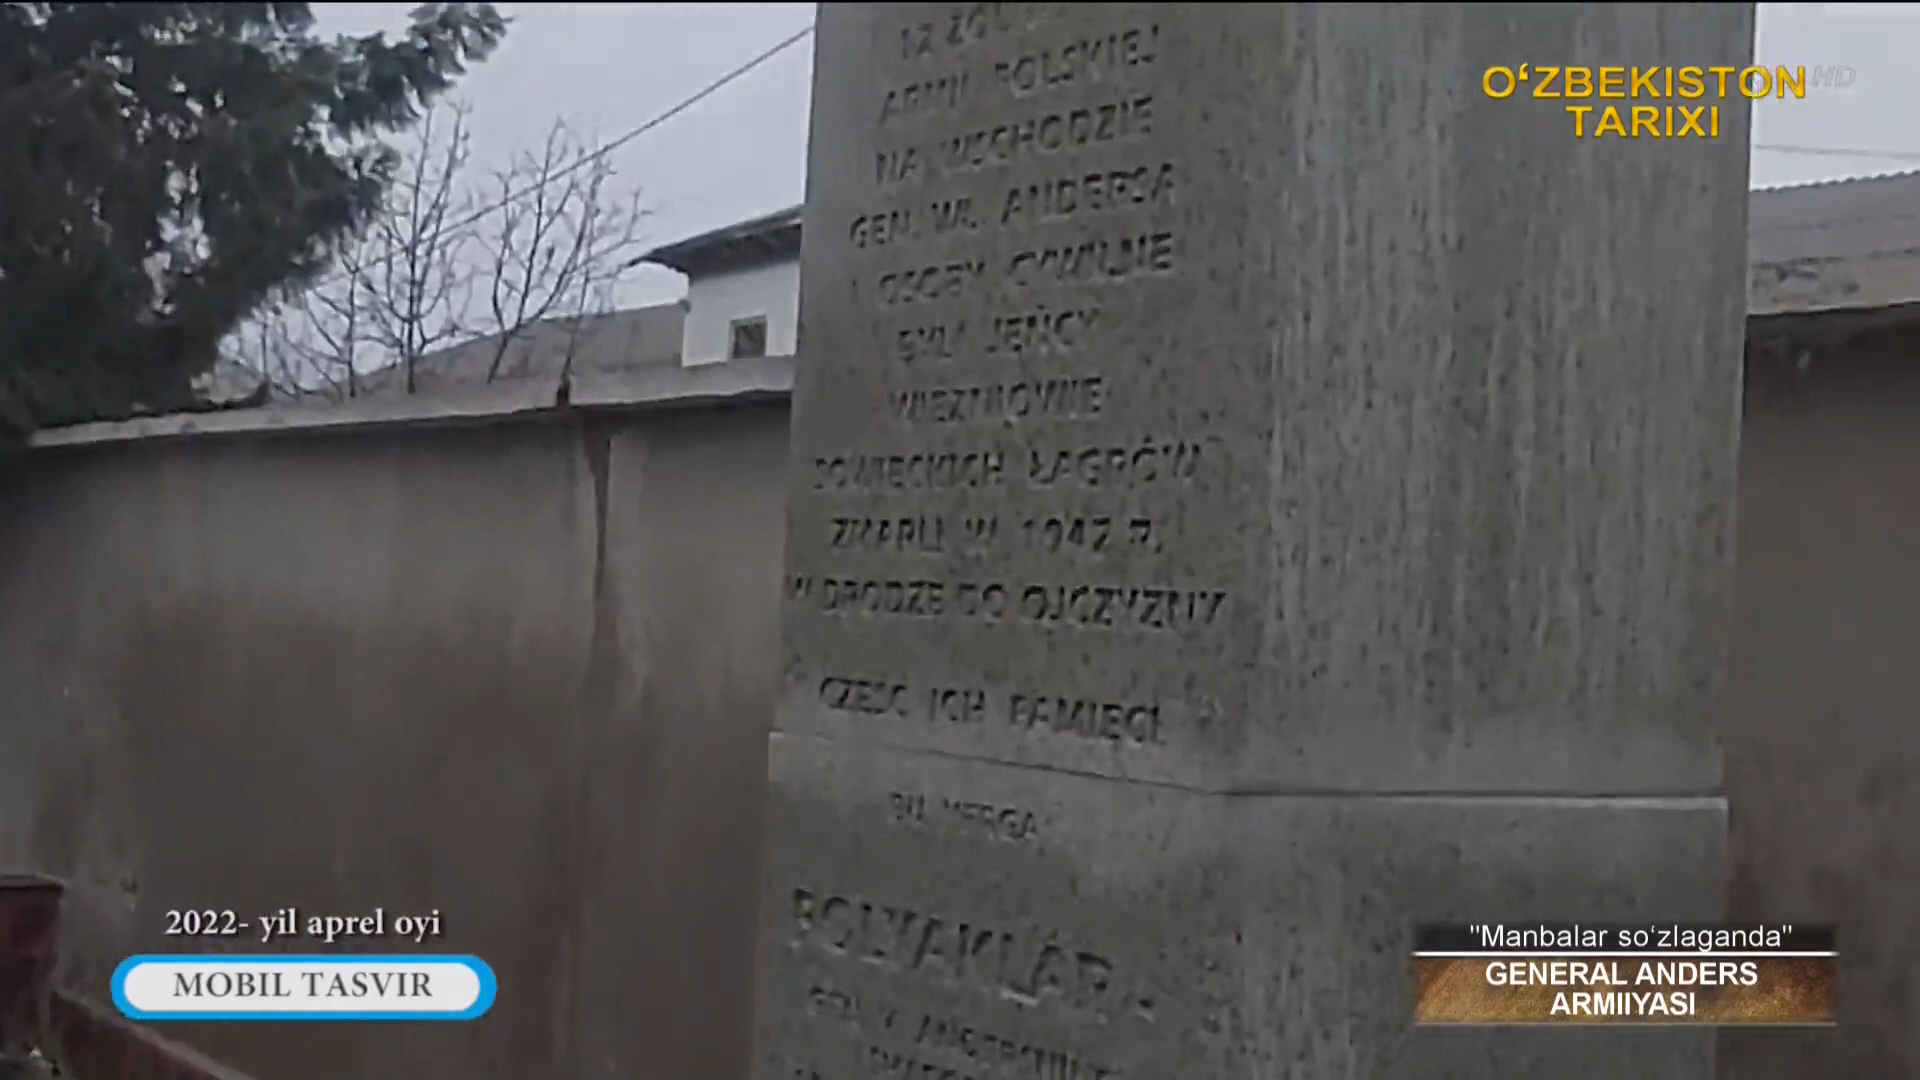 ARMII POLSKIEJ
NA WSCHODZIE
GEN. WŁ. ANDERSA
I OSOBY CYWILNE
BYLI JEŃCY
WIĘZNIOWIE
SOWIECKICH ŁAGRÓW
ZMARLI W 1942 R.
W DRODZE DO OJCZYZNY
CZEŚĆ ICH PAMIĘCI
BU YERGA
POLYAKLAR
O‘ZBEKISTON HD
TARIXI
2022- yil aprel oyi
MOBIL TASVIR
"Manbalar so‘zlaganda"
GENERAL ANDERS
ARMIIYASI